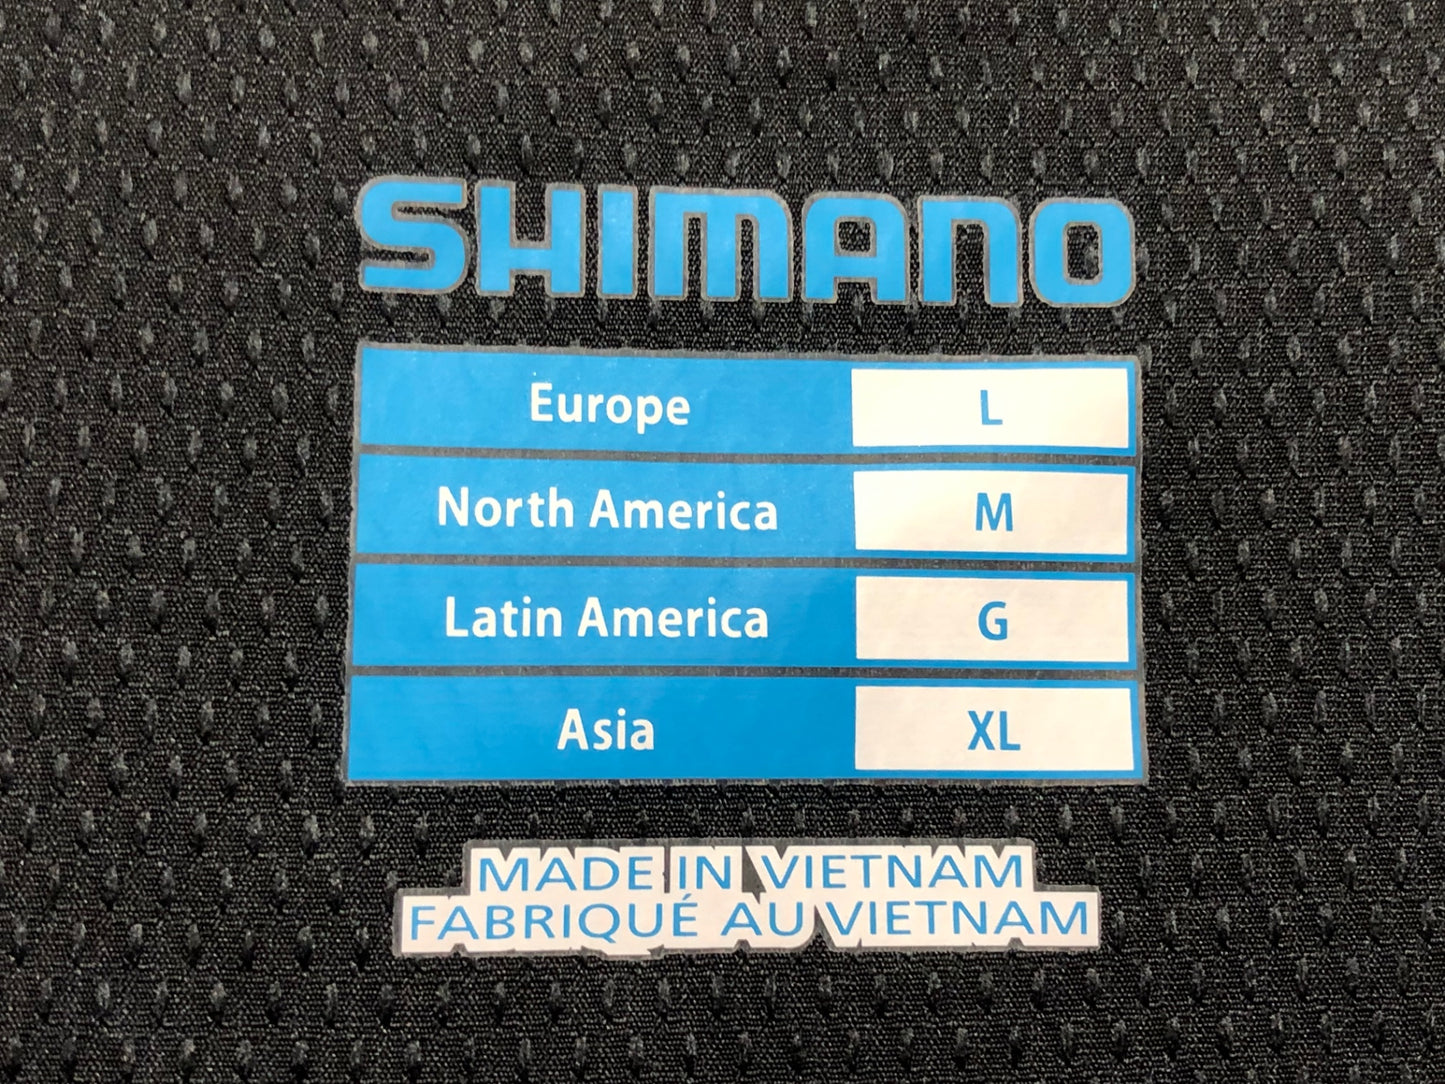 SHIMANO
Europe L
North America M
Latin America G
Asia XL
MADE IN VIETNAM
FABRIQUÉ AU VIETNAM